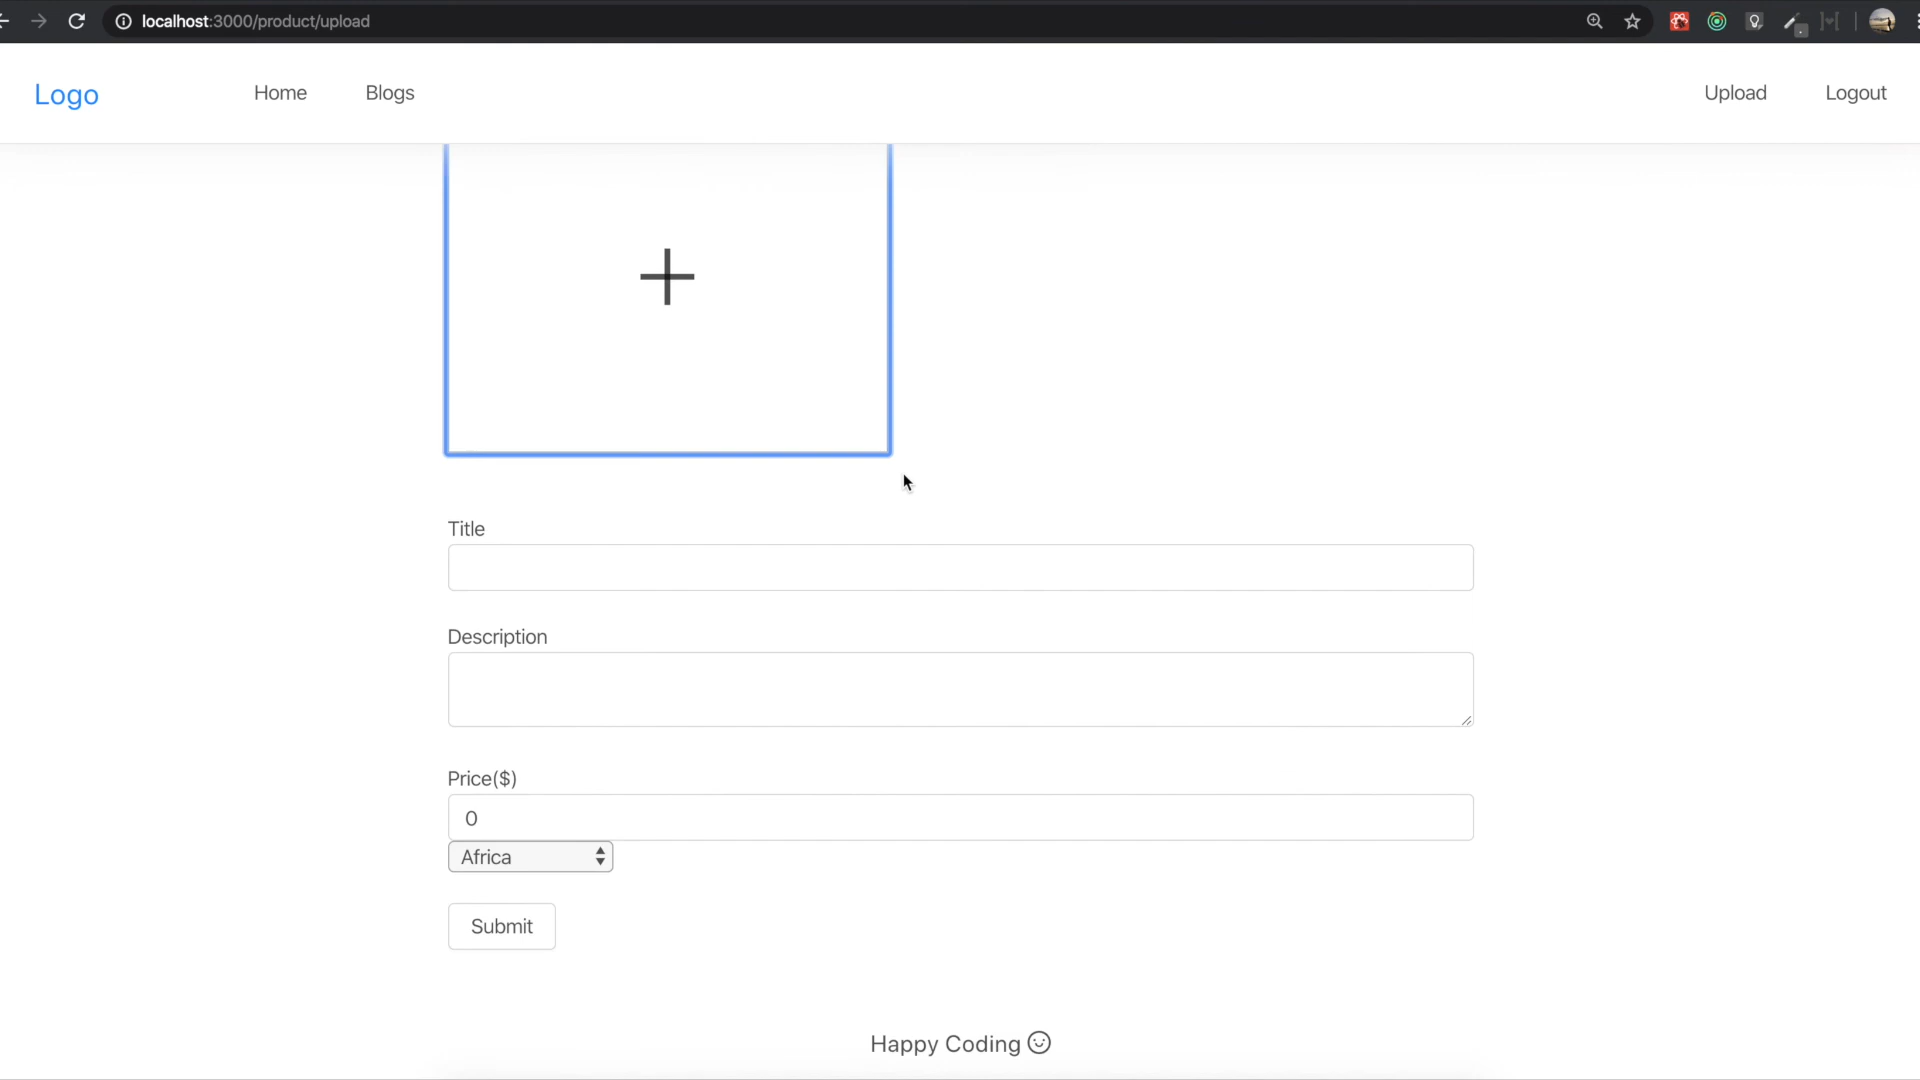 localhost:3000/product/upload
Logo Home Blogs Upload Logout
Title
Description
Price($)
0
Africa
Submit
Happy Coding